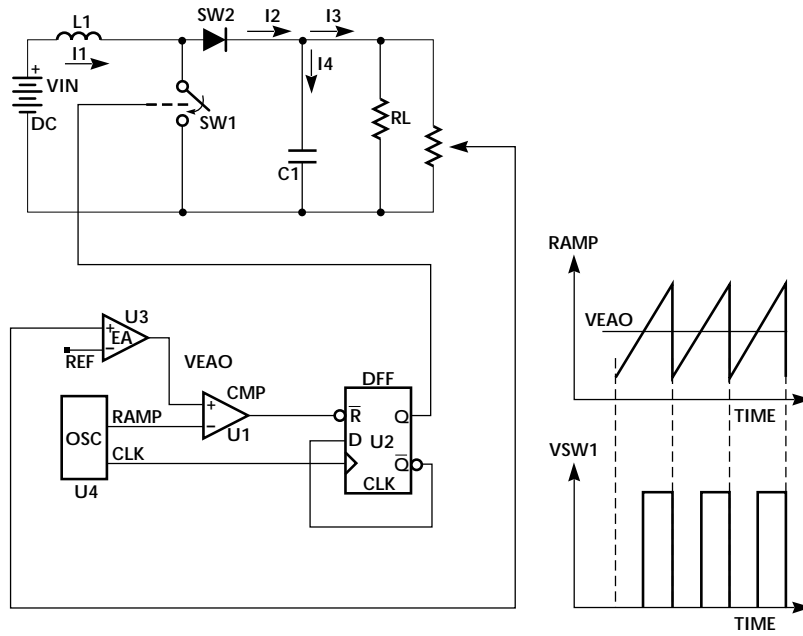 SW2
I2
I3
L1
I1
I4
+
VIN
DC
SW1
RL
C1
RAMP
VEAO
TIME
VSW1
TIME
U3
+
EA
–
REF
VEAO
DFF
CMP
RAMP
+
–
U1
R
Q
D
U2
OSC
CLK
Q
CLK
U4